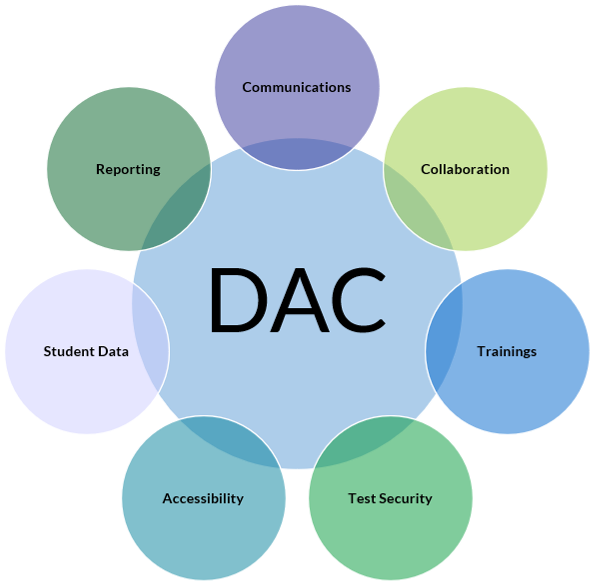 Communications
Reporting
Collaboration
DAC
Student Data
Trainings
Accessibility
Test Security